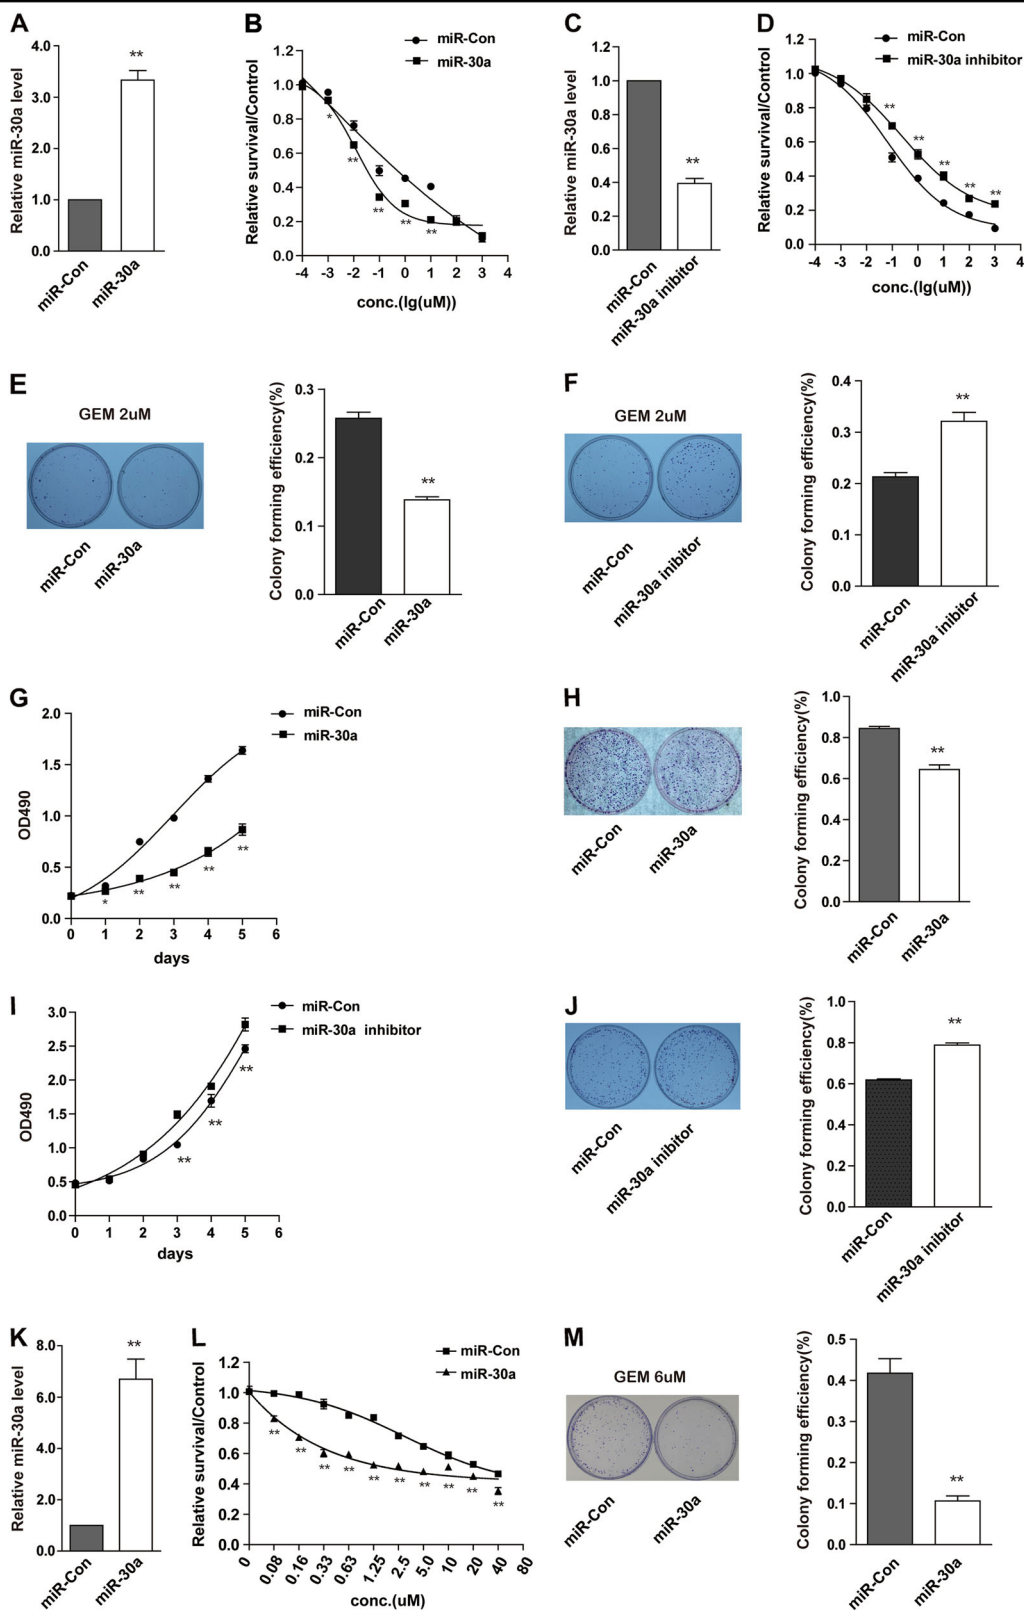 A
Relative miR-30a level
4.0
3.0
2.0
1.0
0.0
**
miR-Con
miR-30a
B
miR-Con
miR-30a
Relative survival/Control
1.2
1.0
0.8
0.6
0.4
0.2
0.0
*
**
**
**
**
-4 -3 -2 -1 0 1 2 3 4
conc.(lg(uM))
C
Relative miR-30a level
1.2
1.0
0.8
0.6
0.4
0.2
0.0
**
miR-Con
miR-30a inibitor
D
miR-Con
miR-30a inhibitor
Relative survival/Control
1.2
1.0
0.8
0.6
0.4
0.2
0.0
**
**
**
**
**
-4 -3 -2 -1 0 1 2 3 4
conc.(lg(uM))
E
GEM 2uM
miR-Con
miR-30a
Colony forming efficiency(%)
0.3
0.2
0.1
0.0
**
miR-Con
miR-30a
F
GEM 2uM
miR-Con
miR-30a inibitor
Colony forming efficiency(%)
0.4
0.3
0.2
0.1
0.0
**
miR-Con
miR-30a inibitor
G
miR-Con
miR-30a
OD490
2.0
1.5
1.0
0.5
0.0
*
**
**
**
**
0 1 2 3 4 5 6
days
H
miR-Con
miR-30a
Colony forming efficiency(%)
1.0
0.8
0.6
0.4
0.2
0.0
**
miR-Con
miR-30a
I
miR-Con
miR-30a inhibitor
OD490
3.0
2.5
2.0
1.5
1.0
0.5
0.0
**
**
**
0 1 2 3 4 5 6
days
J
miR-Con
miR-30a inibitor
Colony forming efficiency(%)
1.0
0.8
0.6
0.4
0.2
0.0
**
miR-Con
miR-30a inibitor
K
Relative miR-30a level
8.0
6.0
4.0
2.0
0.0
**
miR-Con
miR-30a
L
miR-Con
miR-30a
Relative survival/Control
1.2
1.0
0.8
0.6
0.4
0.2
0.0
**
**
**
**
**
**
**
**
**
**
0 0.08 0.16 0.33 0.63 1.25 2.5 5.0 10 20 40 80
conc.(uM)
M
GEM 6uM
miR-Con
miR-30a
Colony forming efficiency(%)
0.5
0.4
0.3
0.2
0.1
0.0
**
miR-Con
miR-30a